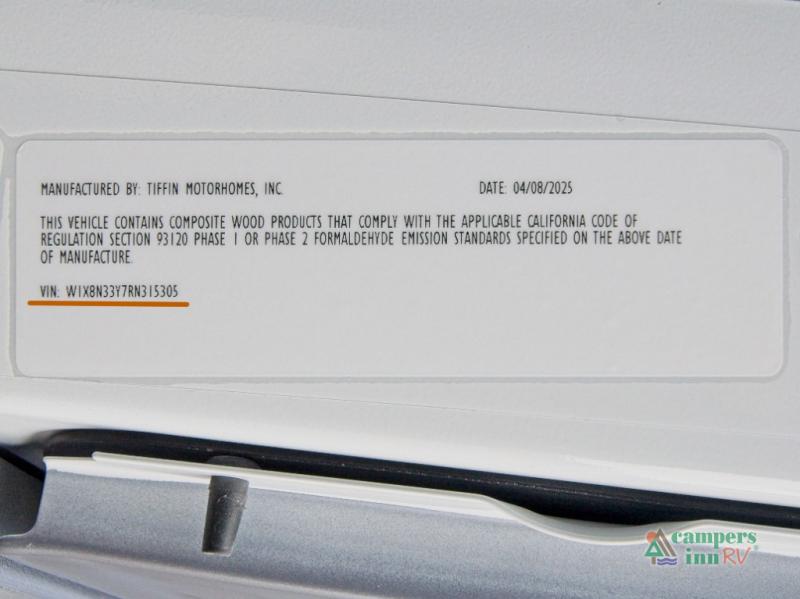 MANUFACTURED BY: TIFFIN MOTORHOMES, INC. DATE: 04/08/2025
THIS VEHICLE CONTAINS COMPOSITE WOOD PRODUCTS THAT COMPLY WITH THE APPLICABLE CALIFORNIA CODE OF
REGULATION SECTION 93120 PHASE 1 OR PHASE 2 FORMALDEHYDE EMISSION STANDARDS SPECIFIED ON THE ABOVE DATE
OF MANUFACTURE.
VIN: W1X8N33Y7RN315305
campers
inn RV